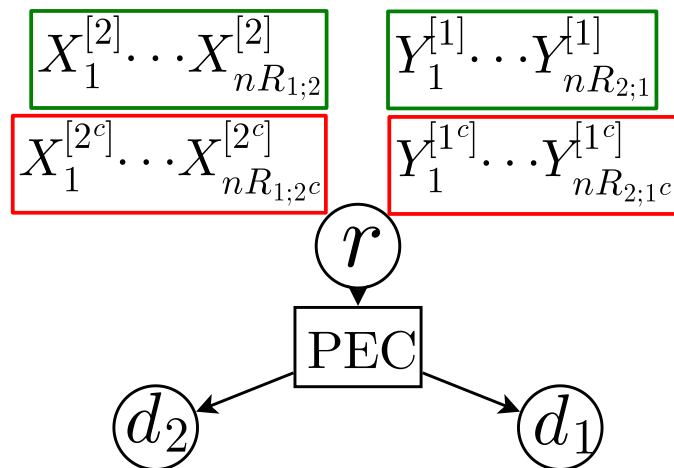 X_1^{[2]} ··· X_{nR_{1;2}}^{[2]} Y_1^{[1]} ··· Y_{nR_{2;1}}^{[1]}
X_1^{[2^c]} ··· X_{nR_{1;2^c}}^{[2^c]} Y_1^{[1^c]} ··· Y_{nR_{2;1^c}}^{[1^c]}
r
PEC
d_2 d_1